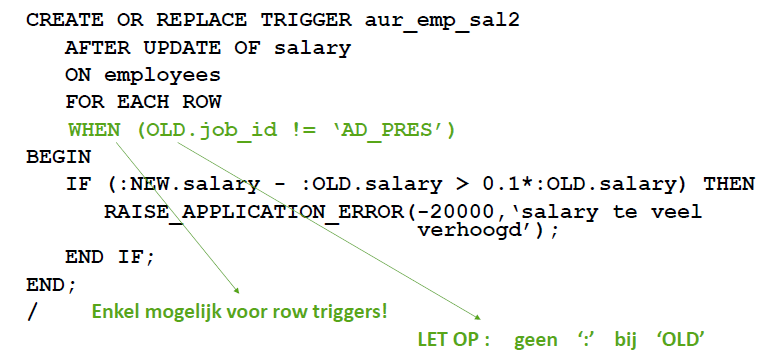 CREATE OR REPLACE TRIGGER aur_emp_sal2
AFTER UPDATE OF salary
ON employees
FOR EACH ROW
WHEN (OLD.job_id != ‘AD_PRES’)
BEGIN
IF (:NEW.salary - :OLD.salary > 0.1*:OLD.salary) THEN
RAISE_APPLICATION_ERROR(-20000,‘salary te veel
verhoogd’);
END IF;
END;
/ Enkel mogelijk voor row triggers!
LET OP : geen ‘:’ bij ‘OLD’